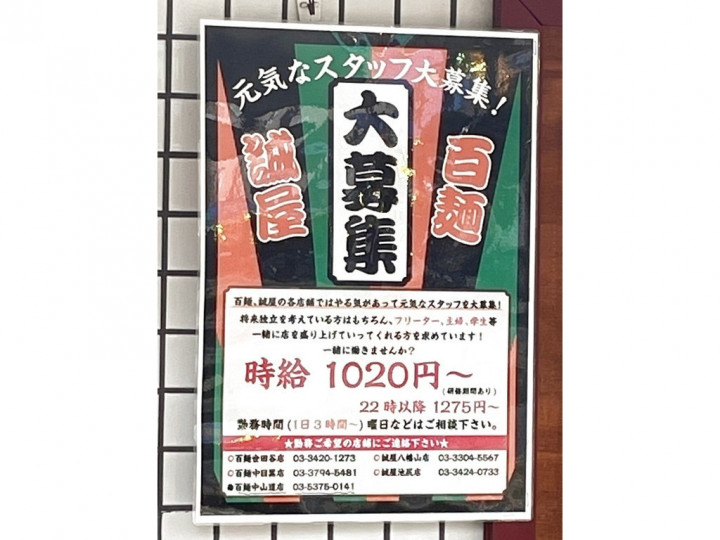 元気なスタッフ大募集!
百麺
大募集
誠屋
百麺、誠屋の各店舗ではやる気があって元気なスタッフを大募集!
将来独立を考えている方はもちろん、フリーター、主婦、学生等
一緒に店を盛り上げていってくれる方を求めています!
一緒に働きませんか?
時給 1020円〜
(研修期間あり)
22時以降 1275円〜
勤務時間(1日3時間〜)曜日などはご相談下さい。
★勤務ご希望の店舗にご連絡下さい☆
○百麺世田谷店 03-3420-1273
○誠屋八幡山店 03-3304-5567
○百麺中目黒店 03-3794-5481
○誠屋池尻店 03-3424-0733
●百麺中山道店 03-5375-0141